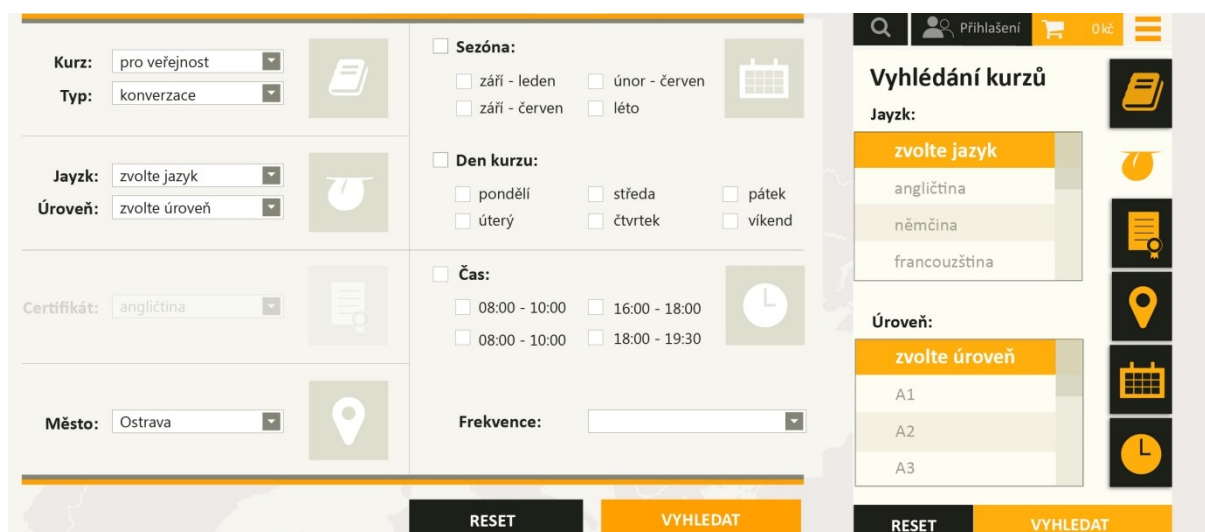 Kurz: pro veřejnost
Typ: konverzace
Jayzk: zvolte jazyk
Úroveň: zvolte úroveň
Certifikát: angličtina
Město: Ostrava
Sezóna:
září - leden únor - červen
září - červen léto
Den kurzu:
pondělí středa pátek
úterý čtvrtek víkend
Čas:
08:00 - 10:00 16:00 - 18:00
08:00 - 10:00 18:00 - 19:30
Frekvence:
RESET VYHLEDAT
Přihlašení 0 kč
Vyhlédání kurzů
Jayzk:
zvolte jazyk
angličtina
němčina
francouzština
Úroveň:
zvolte úroveň
A1
A2
A3
RESET VYHLEDAT